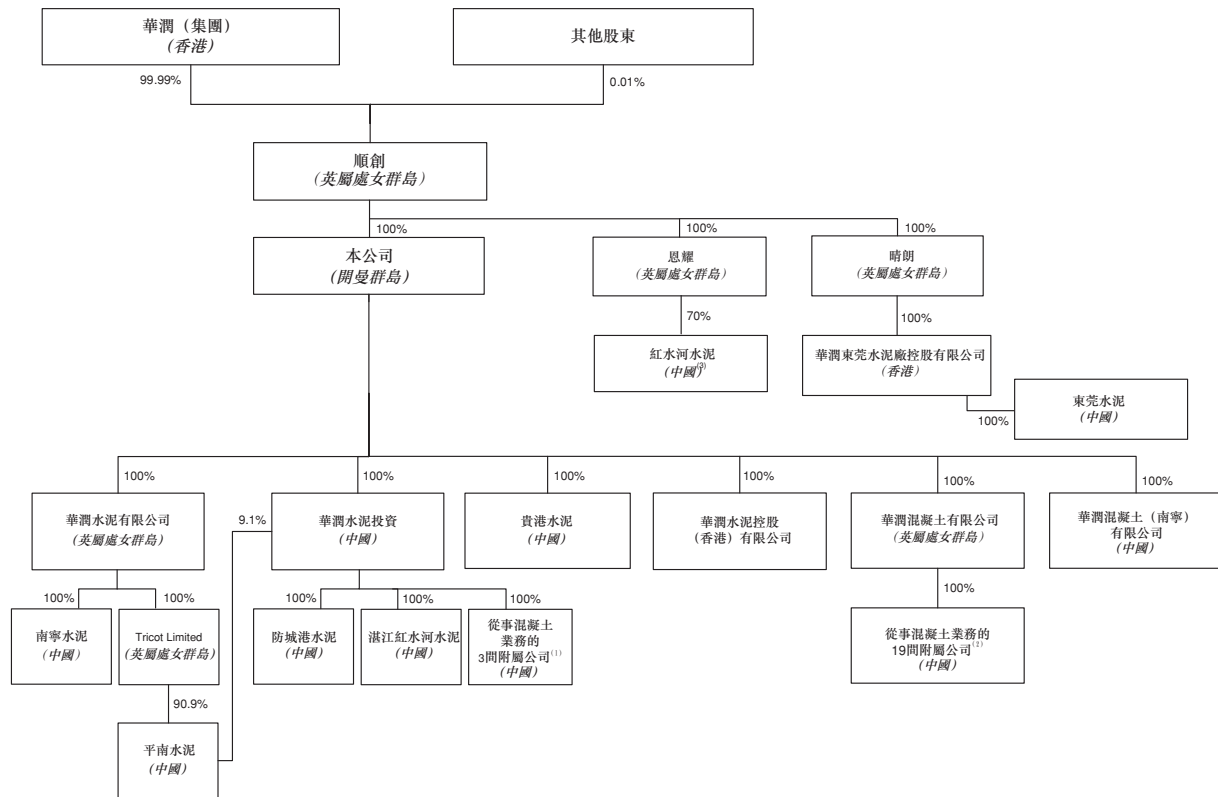 華潤（集團）
（香港）
其他股東
99.99%
0.01%
順創
（英屬處女群島）
100%
100%
100%
本公司
（開曼群島）
恩耀
（英屬處女群島）
晴朗
（英屬處女群島）
70%
100%
紅水河水泥
（中國）(3)
華潤東莞水泥廠控股有限公司
（香港）
100%
東莞水泥
（中國）
100%
100%
100%
100%
100%
100%
華潤水泥有限公司
（英屬處女群島）
9.1%
華潤水泥投資
（中國）
貴港水泥
（中國）
華潤水泥控股
（香港）有限公司
華潤混凝土有限公司
（英屬處女群島）
華潤混凝土（南寧）
有限公司
（中國）
100%
100%
100%
100%
100%
100%
南寧水泥
（中國）
Tricot Limited
（英屬處女群島）
防城港水泥
（中國）
湛江紅水河水泥
（中國）
從事混凝土
業務的
3間附屬公司(1)
（中國）
從事混凝土業務的
19間附屬公司(2)
（中國）
90.9%
平南水泥
（中國）